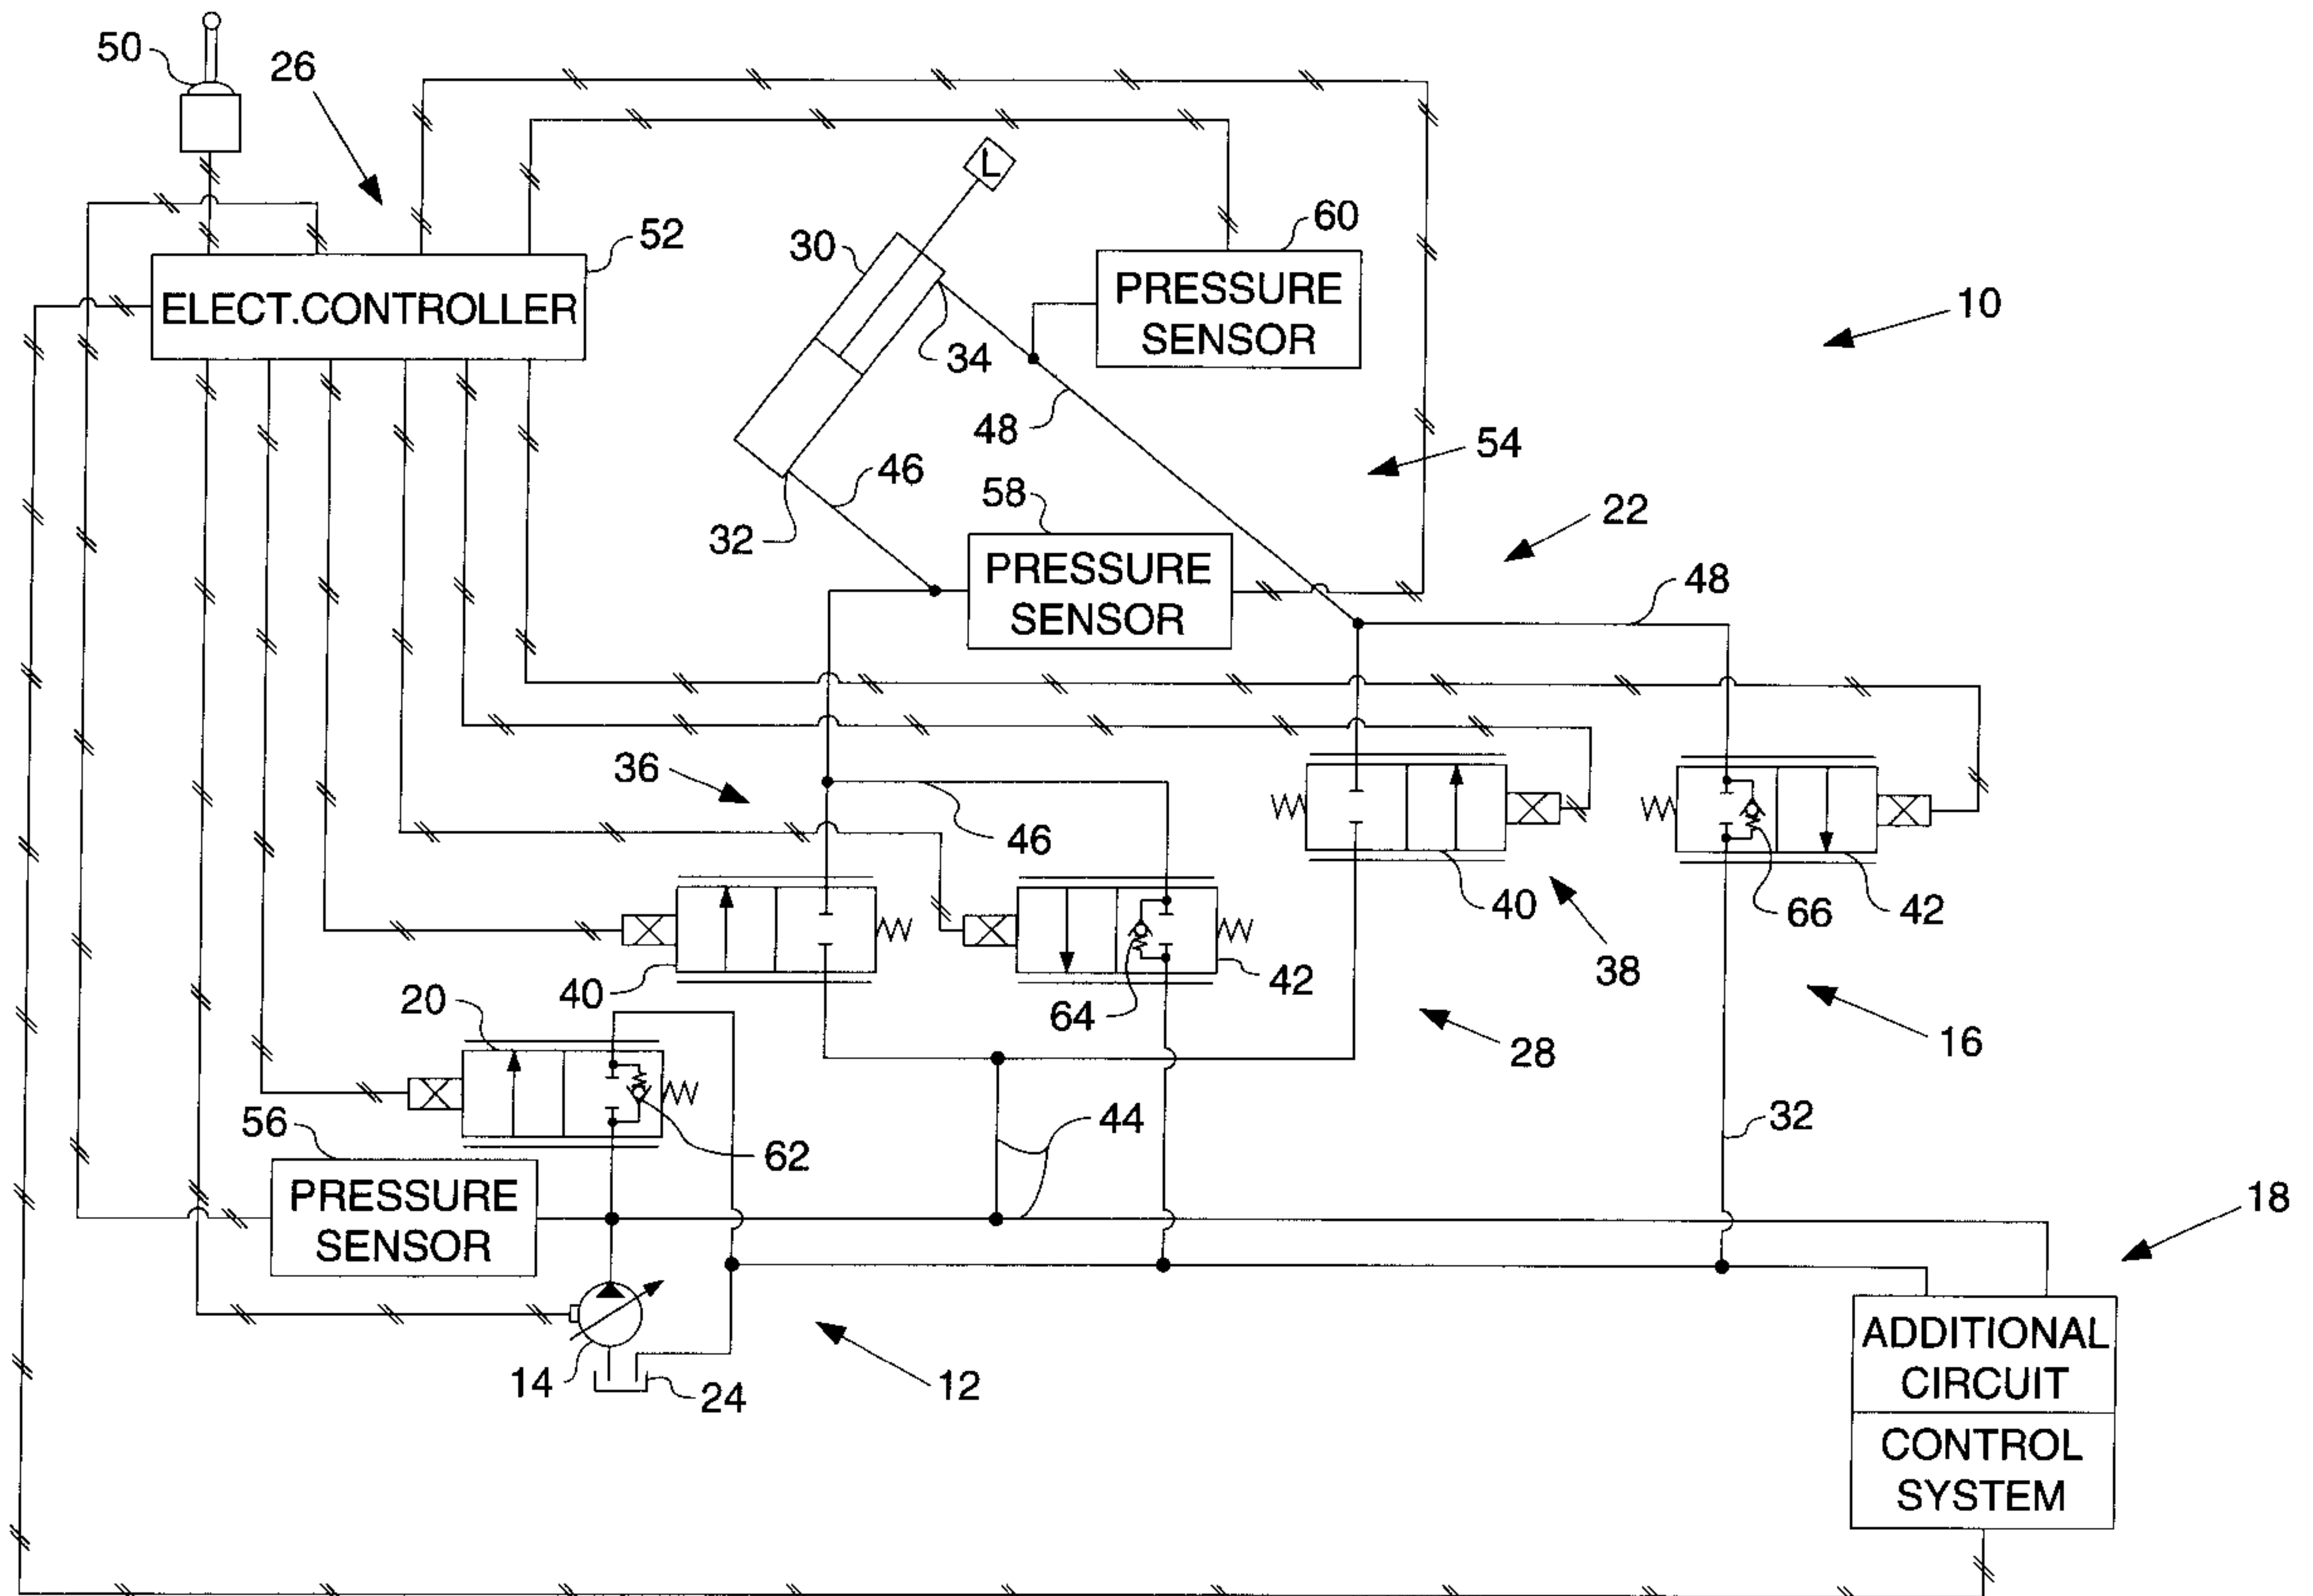 50
26
L
60
30
52
PRESSURE
SENSOR
10
ELECT.CONTROLLER
34
48
54
46
58
22
32
PRESSURE
SENSOR
48
36
46
40
66
42
38
40
64
42
20
28
16
56
44
32
62
PRESSURE
SENSOR
18
14
24
12
ADDITIONAL
CIRCUIT
CONTROL
SYSTEM